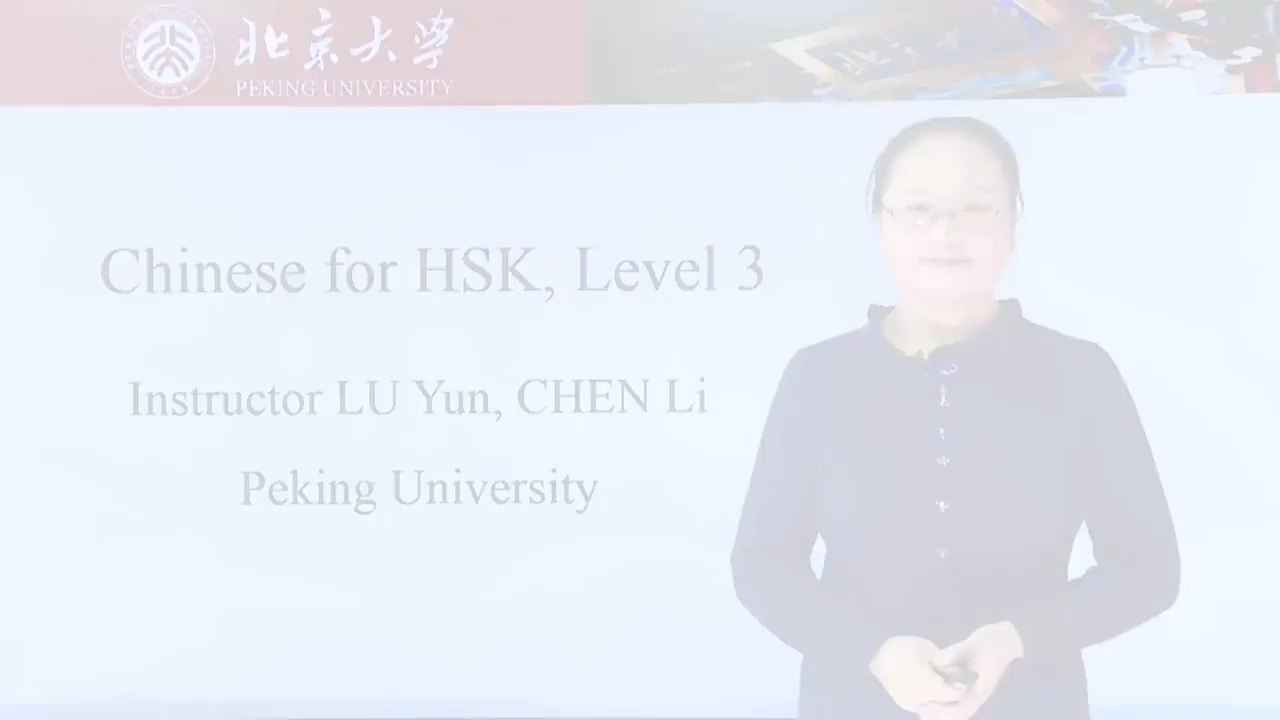 北京大学
PEKING UNIVERSITY
Chinese for HSK, Level 3
Instructor LU Yun, CHEN Li
Peking University